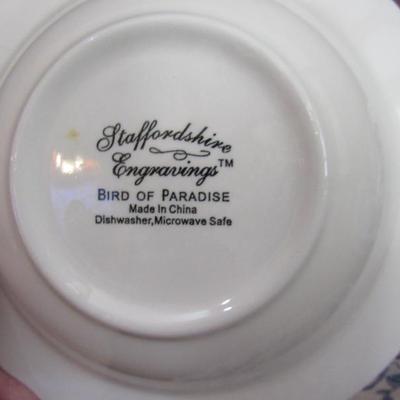 Staffordshire
Engravings™
BIRD OF PARADISE
Made In China
Dishwasher,Microwave Safe